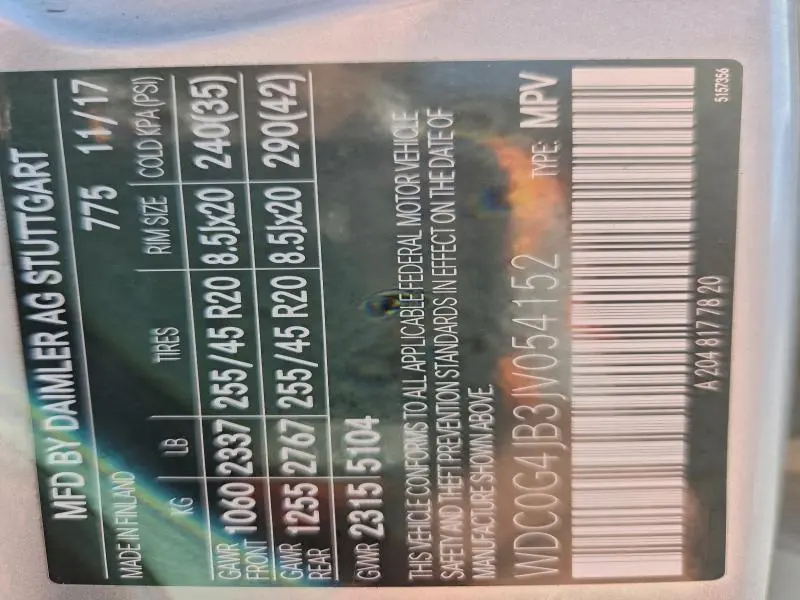 MFD BY DAIMLER AG STUTTGART
MADE IN FINLAND 775 11/17
KG LB TIRES RIM SIZE COLD KPA (PSI)
GAWR FRONT 1060 2337 255/45 R20 8.5Jx20 240(35)
GAWR REAR 1255 2767 255/45 R20 8.5Jx20 290(42)
GVWR 2315 5104
THIS VEHICLE CONFORMS TO ALL APPLICABLE FEDERAL MOTOR VEHICLE
SAFETY AND THEFT PREVENTION STANDARDS IN EFFECT ON THE DATE OF
MANUFACTURE SHOWN ABOVE.
WDC0G4JB3JV054152 TYPE: MPV
A 204 817 78 20
5157356